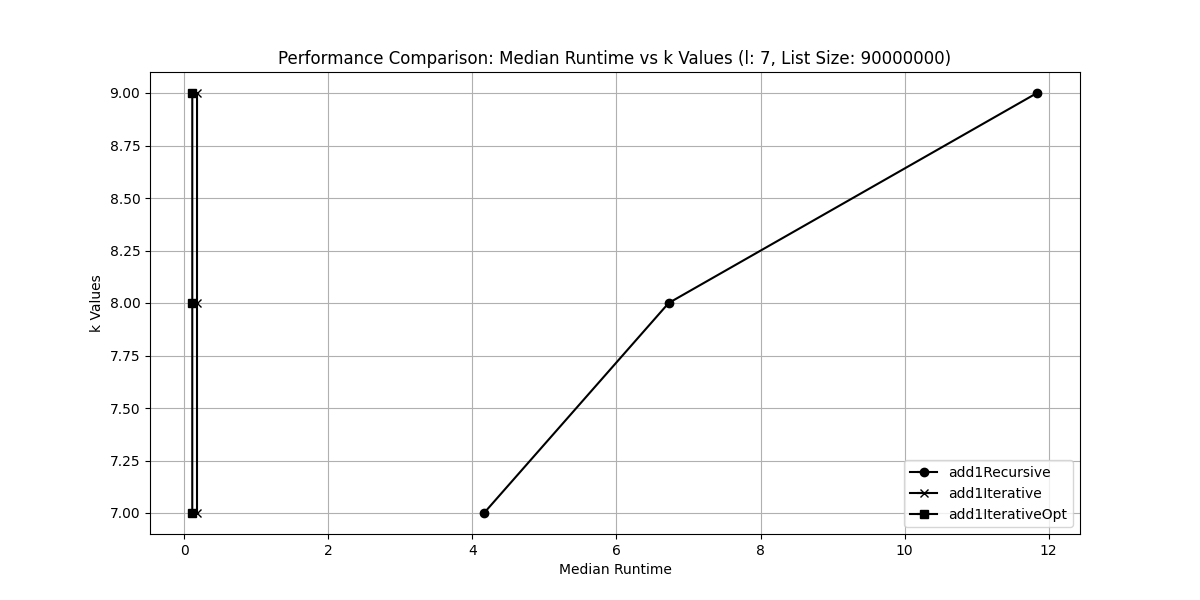 Performance Comparison: Median Runtime vs k Values (l: 7, List Size: 90000000)
9.00
8.75
8.50
8.25
8.00
7.75
7.50
7.25
7.00
k Values
0 2 4 6 8 10 12
Median Runtime
add1Recursive
add1Iterative
add1IterativeOpt